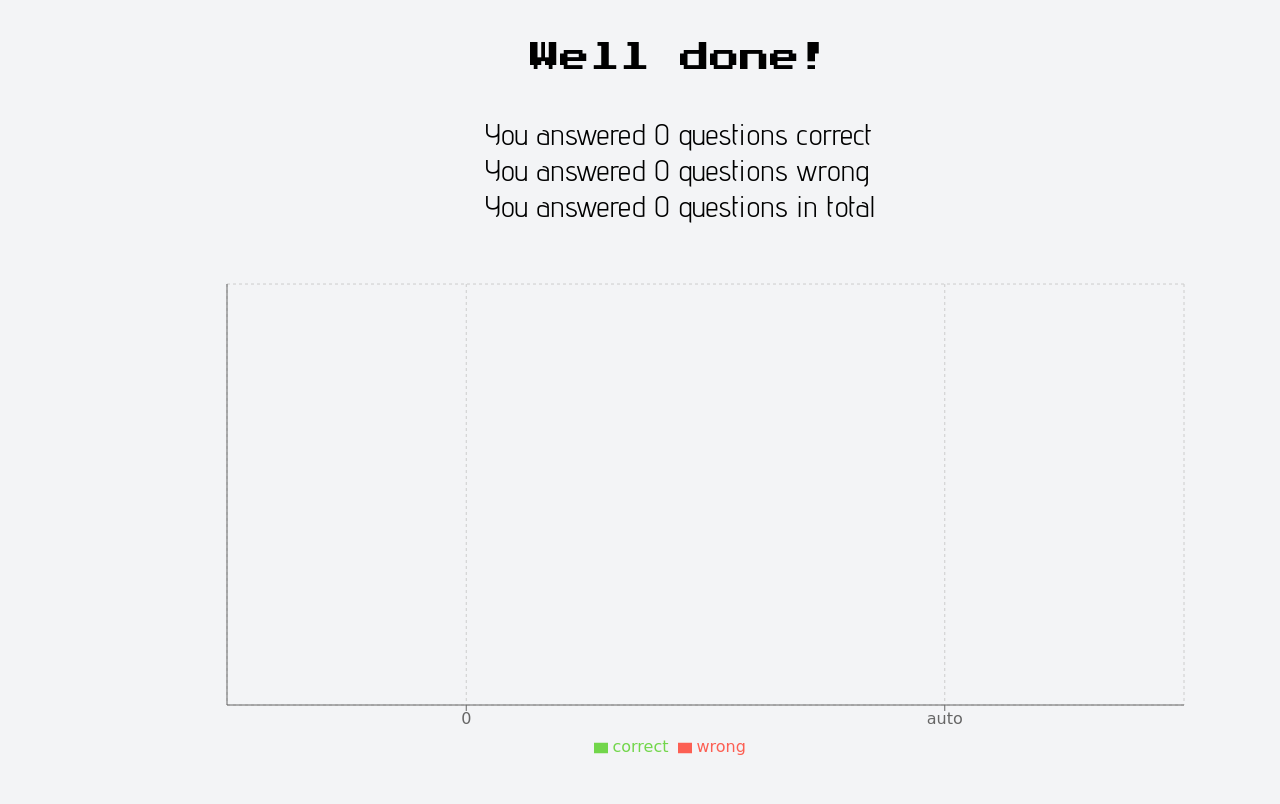 Well done!
You answered 0 questions correct
You answered 0 questions wrong
You answered 0 questions in total
0 auto
correct wrong